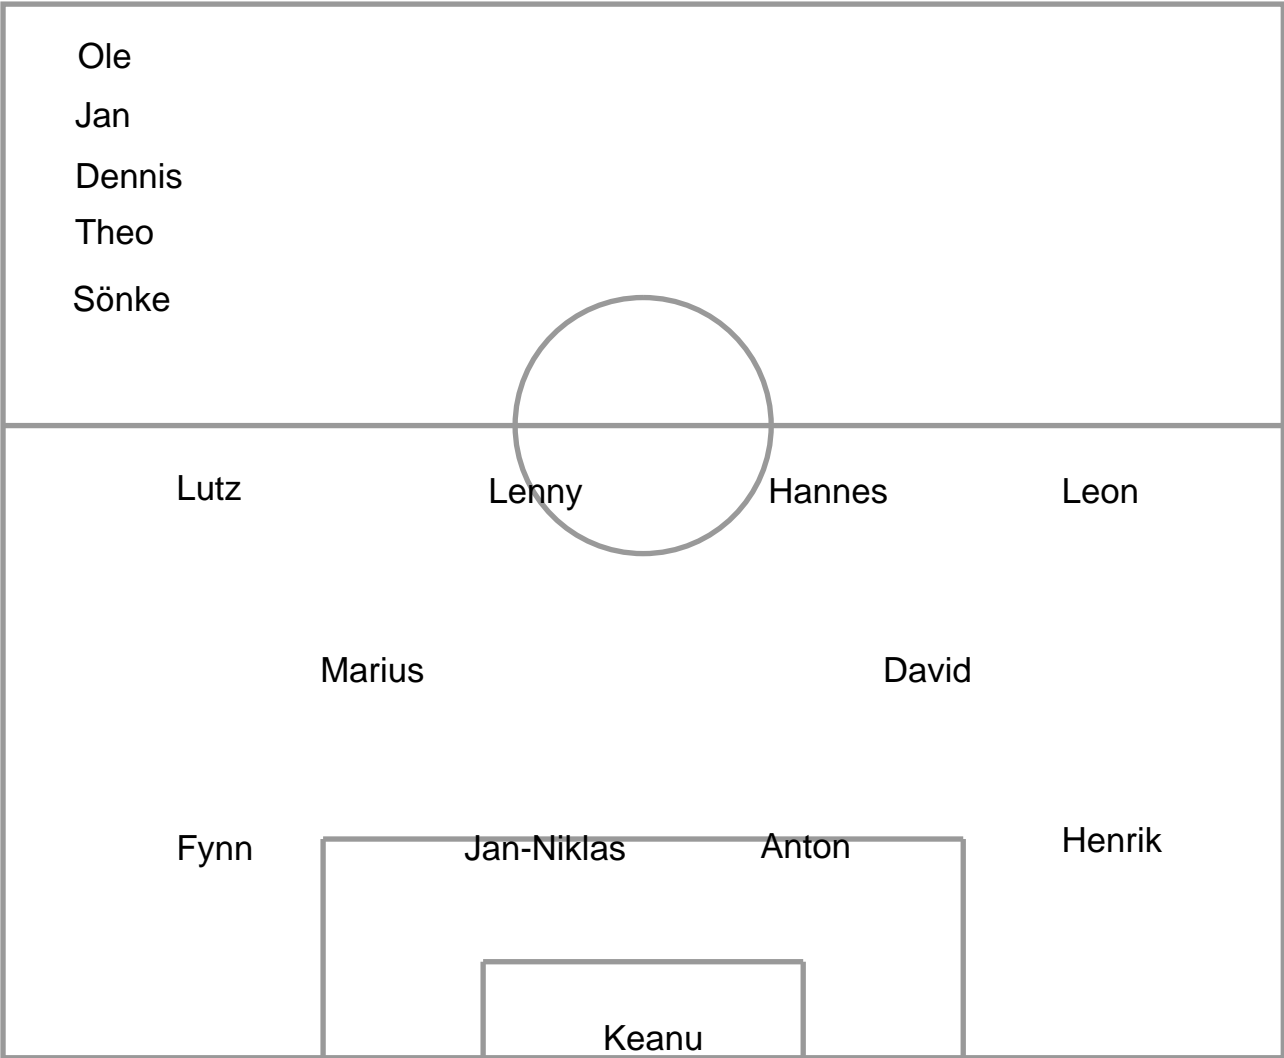 Ole
Jan
Dennis
Theo
Sönke
Lutz Lenny Hannes Leon
Marius David
Fynn Jan-Niklas Anton Henrik
Keanu